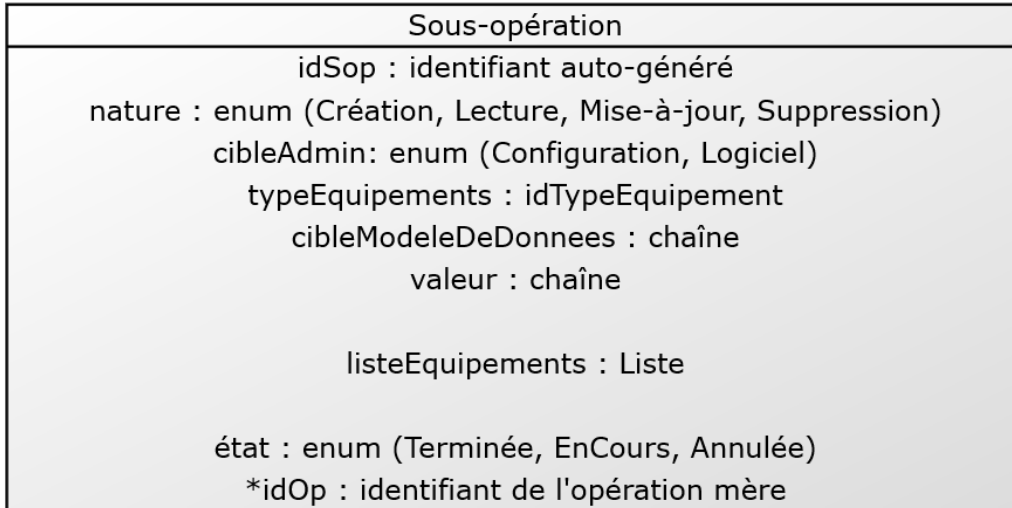 Sous-opération
idSop : identifiant auto-généré
nature : enum (Création, Lecture, Mise-à-jour, Suppression)
cibleAdmin: enum (Configuration, Logiciel)
typeEquipements : idTypeEquipement
cibleModeleDeDonnees : chaîne
valeur : chaîne
listeEquipements : Liste
état : enum (Terminée, EnCours, Annulée)
*idOp : identifiant de l'opération mère